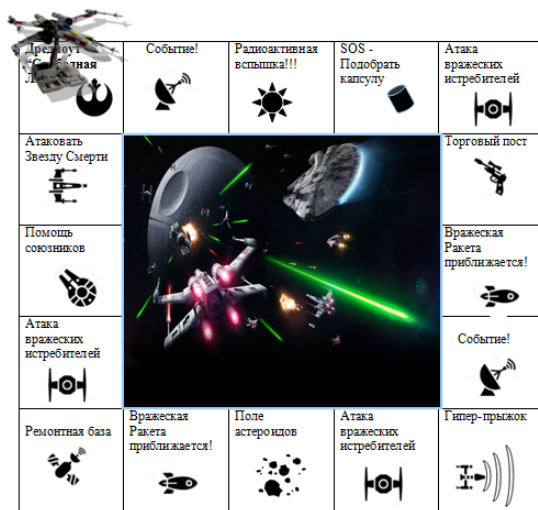 Дредноут
Событие!
Радиоактивная
вспышка!!!
SOS -
Подобрать
капсулу
Атака
вражеских
истребителей
Атаковать
Звезду Смерти
Торговый пост
Помощь
союзников
Вражеская
Ракета
приближается!
Атака
вражеских
истребителей
Событие!
Ремонтная база
Вражеская
Ракета
приближается!
Поле
астероидов
Атака
вражеских
истребителей
Гипер-прыжок